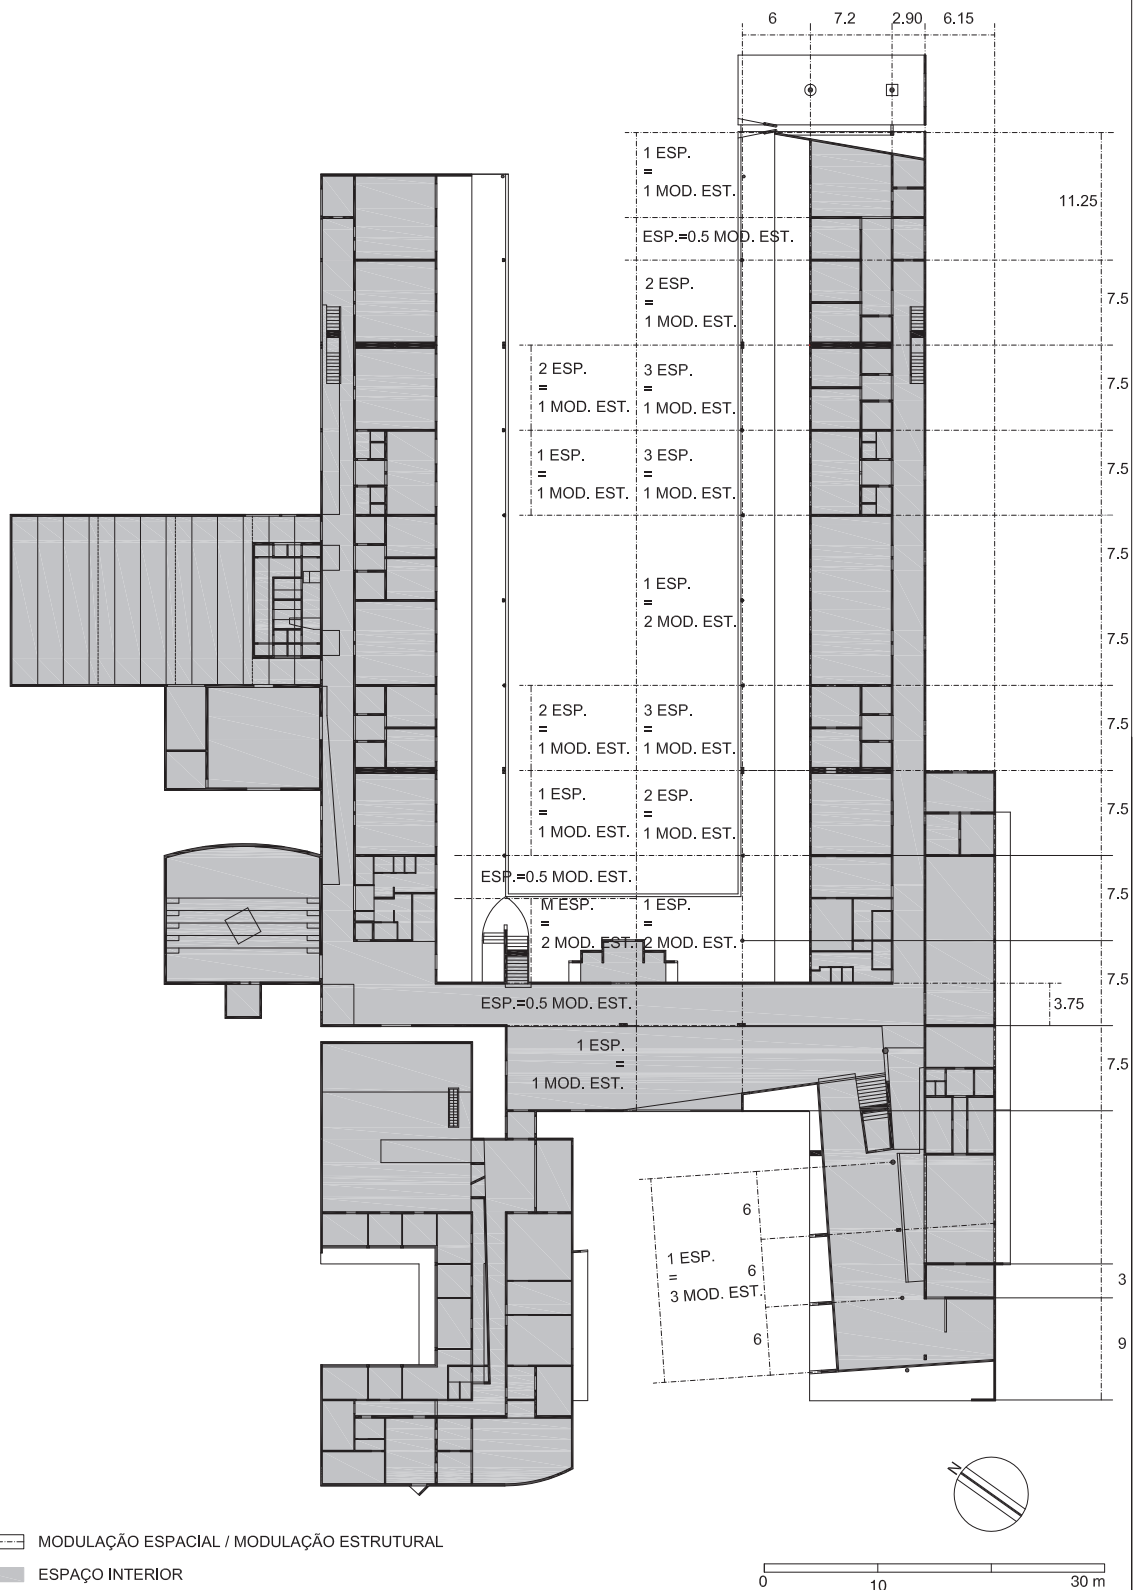 6 7.2 2.90 6.15
1 ESP.
=
1 MOD. EST.
11.25
ESP.=0.5 MOD. EST.
2 ESP.
=
1 MOD. EST.
7.5
2 ESP.
=
1 MOD. EST.
3 ESP.
=
1 MOD. EST.
7.5
1 ESP.
=
1 MOD. EST.
3 ESP.
=
1 MOD. EST.
7.5
7.5
1 ESP.
=
2 MOD. EST.
7.5
2 ESP.
=
1 MOD. EST.
3 ESP.
=
1 MOD. EST.
7.5
1 ESP.
=
1 MOD. EST.
2 ESP.
=
1 MOD. EST.
7.5
ESP.=0.5 MOD. EST.
7.5
M ESP.
=
2 MOD. EST.
1 ESP.
=
2 MOD. EST.
7.5
ESP.=0.5 MOD. EST.
3.75
1 ESP.
=
1 MOD. EST.
7.5
6
1 ESP.
=
3 MOD. EST.
6
6
3
9
N
MODULAÇÃO ESPACIAL / MODULAÇÃO ESTRUTURAL
ESPAÇO INTERIOR
0 10 30 m